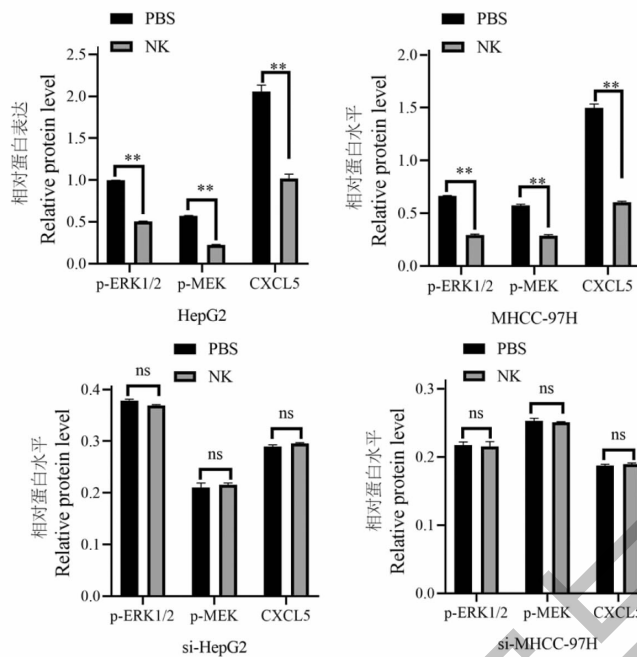 PBS
NK
相对蛋白表达
Relative protein level
2.5
2.0
1.5
1.0
0.5
0.0
**
**
**
p-ERK1/2 p-MEK CXCL5
HepG2
PBS
NK
相对蛋白水平
Relative protein level
2.0
1.5
1.0
0.5
0.0
**
**
**
p-ERK1/2 p-MEK CXCL5
MHCC-97H
PBS
NK
相对蛋白水平
Relative protein level
0.4
0.3
0.2
0.1
0.0
ns
ns
ns
p-ERK1/2 p-MEK CXCL5
si-HepG2
PBS
NK
相对蛋白水平
Relative protein level
0.3
0.2
0.1
0.0
ns
ns
ns
p-ERK1/2 p-MEK CXCL5
si-MHCC-97H